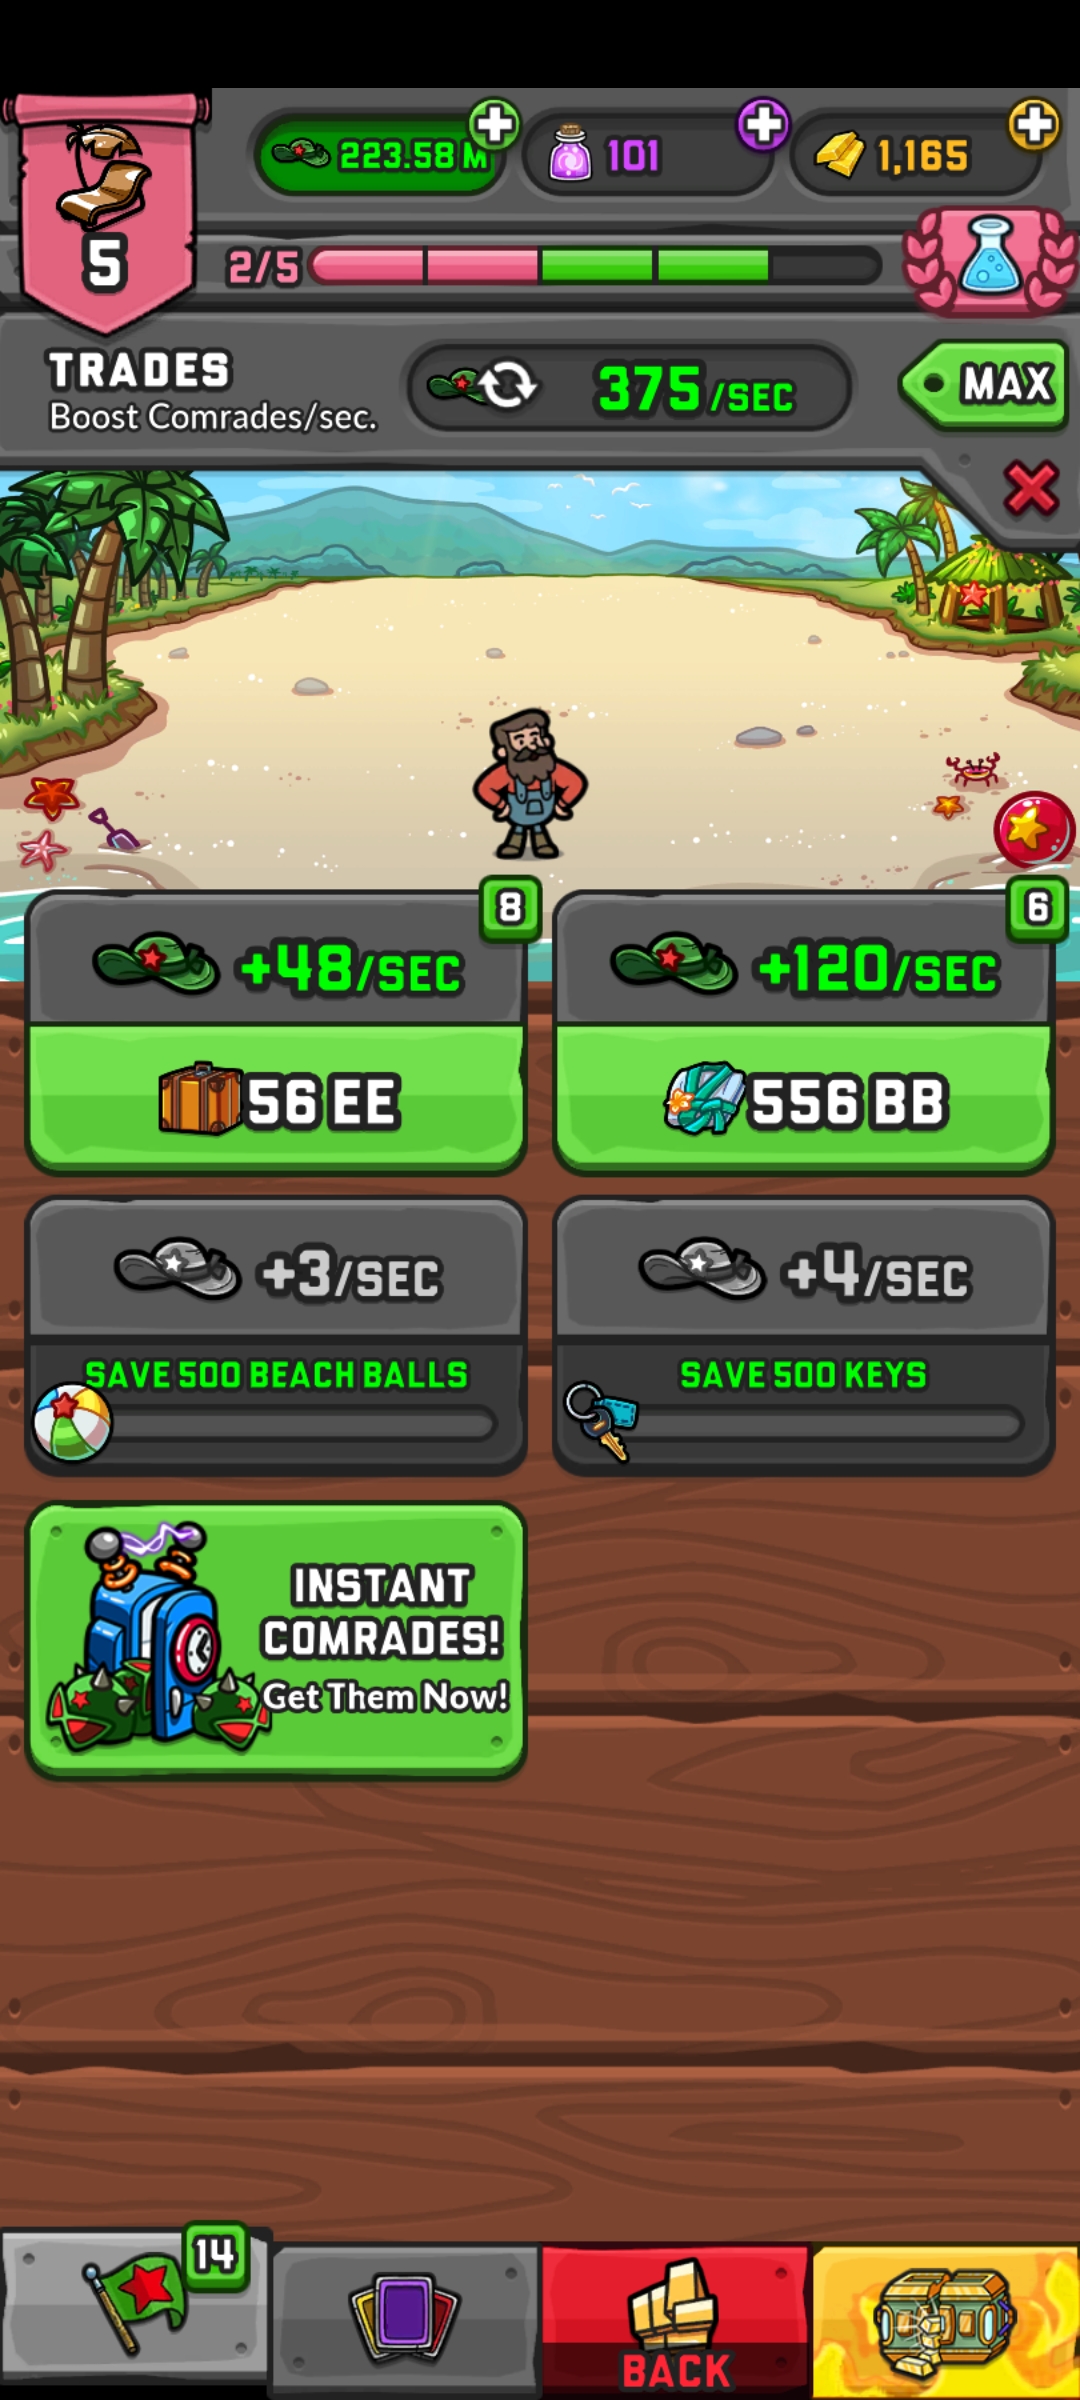 223.58 M
101
1,165
5
2/5
TRADES
Boost Comrades/sec.
375 /SEC
MAX
8
+48/SEC
56 EE
6
+120/SEC
556 BB
+3/SEC
SAVE 500 BEACH BALLS
+4/SEC
SAVE 500 KEYS
INSTANT
COMRADES!
Get Them Now!
14
BACK